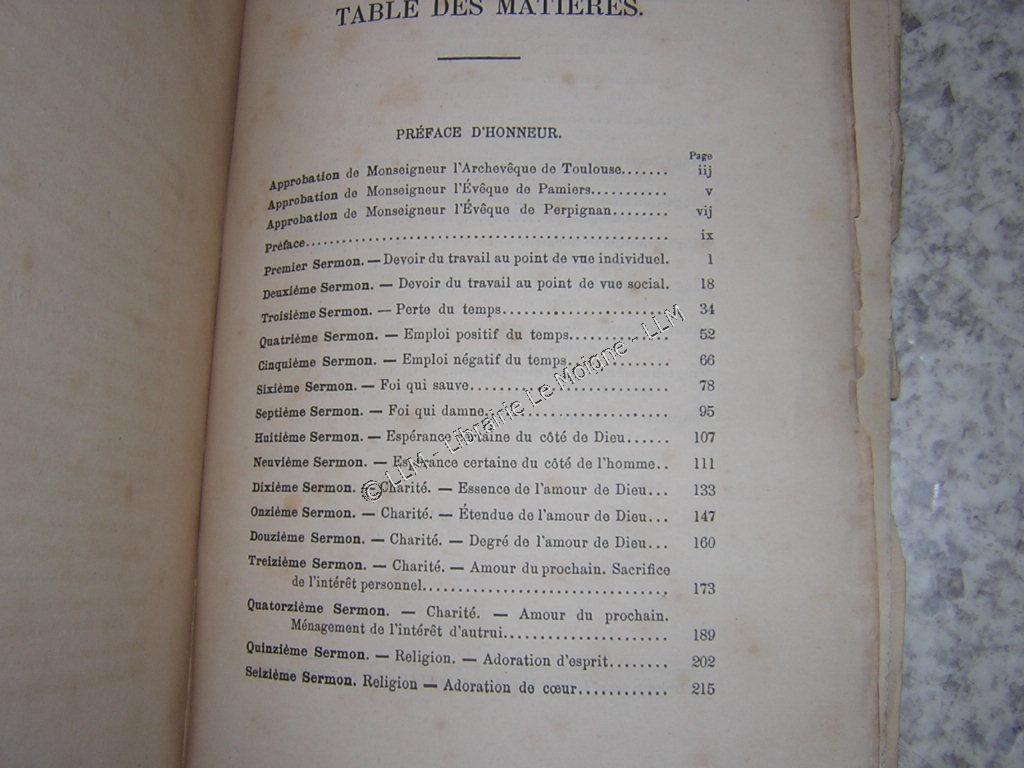 TABLE DES MATIÈRES.
PRÉFACE D'HONNEUR.
Page
Approbation de Monseigneur l'Archevêque de Toulouse....... iij
Approbation de Monseigneur l'Évêque de Pamiers........... v
Approbation de Monseigneur l'Évêque de Perpignan........ vij
Préface.................................................... ix
Premier Sermon. — Devoir du travail au point de vue individuel. 1
Deuxième Sermon. — Devoir du travail au point de vue social. 18
Troisième Sermon. — Perte du temps........................ 34
Quatrième Sermon. — Emploi positif du temps.............. 52
Cinquième Sermon. — Emploi négatif du temps.............. 66
Sixième Sermon. — Foi qui sauve............................ 78
Septième Sermon. — Foi qui damne.......................... 95
Huitième Sermon. — Espérance certaine du côté de Dieu...... 107
Neuvième Sermon. — Espérance certaine du côté de l'homme.. 111
Dixième Sermon. — Charité. — Essence de l'amour de Dieu... 133
Onzième Sermon. — Charité. — Étendue de l'amour de Dieu... 147
Douzième Sermon. — Charité. — Degré de l'amour de Dieu... 160
Treizième Sermon. — Charité. — Amour du prochain. Sacrifice
de l'intérêt personnel.................................. 173
Quatorzième Sermon. — Charité. — Amour du prochain.
Ménagement de l'intérêt d'autrui....................... 189
Quinzième Sermon. — Religion. — Adoration d'esprit........ 202
Seizième Sermon. Religion — Adoration de cœur............ 215
© LLM - Librairie Le Moigne - LLM